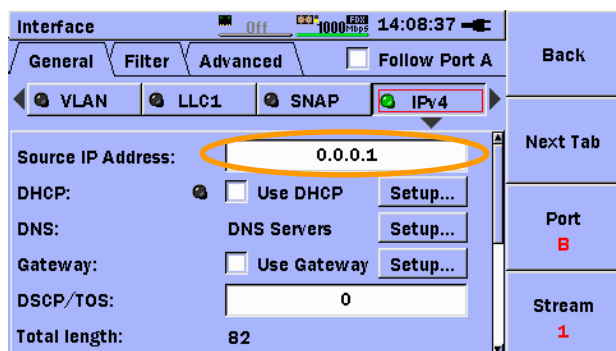 Interface Off 1000 FDX Mbps 14:08:37
General Filter Advanced Follow Port A
VLAN LLC1 SNAP IPv4
Source IP Address: 0.0.0.1
DHCP: Use DHCP Setup...
DNS: DNS Servers Setup...
Gateway: Use Gateway Setup...
DSCP/TOS: 0
Total length: 82
Back
Next Tab
Port
B
Stream
1